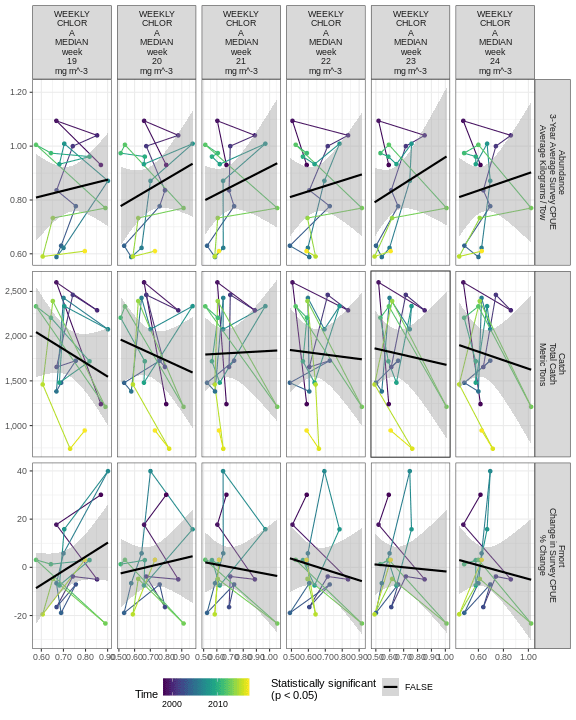 WEEKLY WEEKLY WEEKLY WEEKLY WEEKLY WEEKLY
CHLOR CHLOR CHLOR CHLOR CHLOR CHLOR
A A A A A A
MEDIAN MEDIAN MEDIAN MEDIAN MEDIAN MEDIAN
week week week week week week
19 20 21 22 23 24
mg m^-3 mg m^-3 mg m^-3 mg m^-3 mg m^-3 mg m^-3
1.20
1.00
0.80
0.60
Abundance
3-Year Average Survey CPUE
Average Kilograms / Tow
2,500
2,000
1,500
1,000
Catch
Total Catch
Metric Tons
40
20
0
-20
Fmort
Change in Survey CPUE
% Change
0.60 0.70 0.80 0.90 0.50 0.60 0.70 0.80 0.90 0.50 0.60 0.70 0.80 0.90 1.00 0.50 0.60 0.70 0.80 0.90 0.50 0.60 0.70 0.80 0.90 1.00 0.60 0.80 1.00
Time
2000 2010
Statistically significant
(p < 0.05)
FALSE